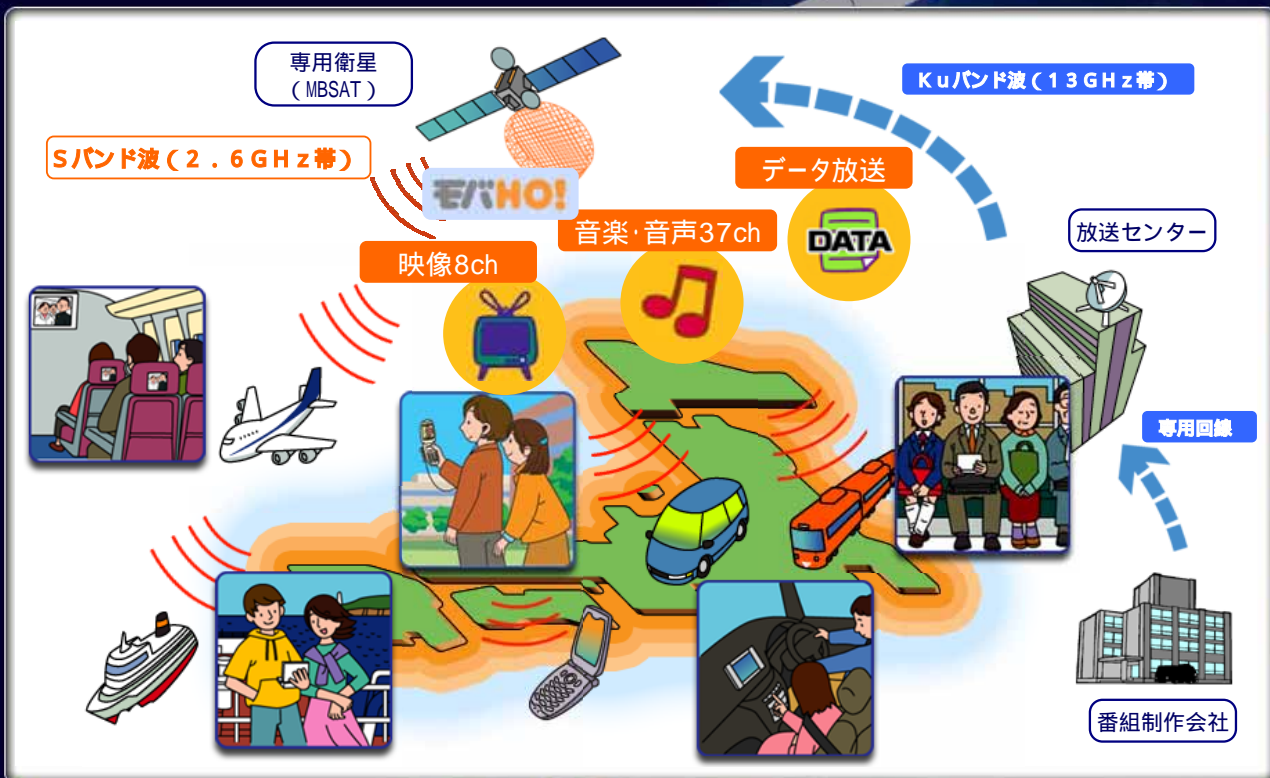 専用衛星
(MBSAT)
Kuバンド波(13GHz帯)
Sバンド波(2.6GHz帯)
モバHO!
データ放送
DATA
音楽・音声37ch
映像8ch
放送センター
専用回線
番組制作会社